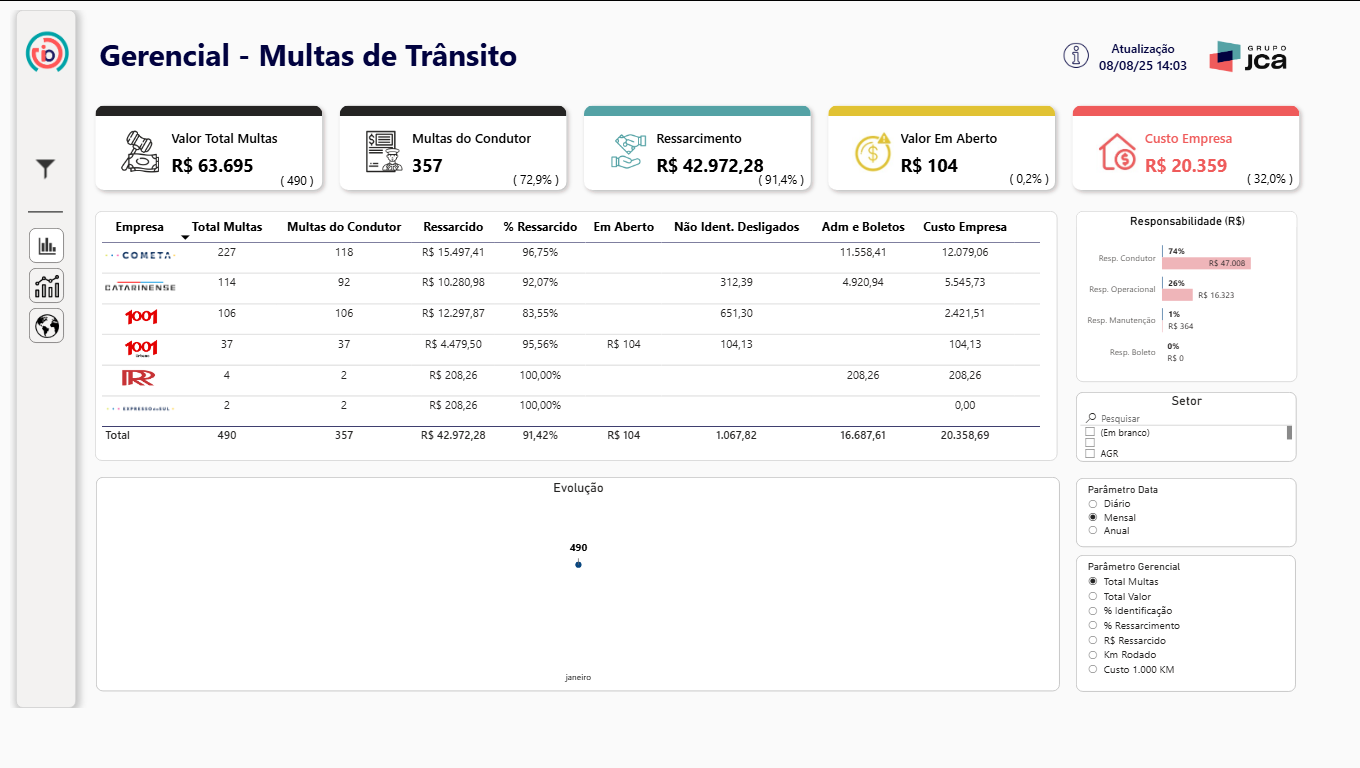 Gerencial - Multas de Trânsito
Atualização
08/08/25 14:03
GRUPO
jca
Valor Total Multas
R$ 63.695
( 490 )
Multas do Condutor
357
( 72,9% )
Ressarcimento
R$ 42.972,28
( 91,4% )
Valor Em Aberto
R$ 104
( 0,2% )
Custo Empresa
R$ 20.359
( 32,0% )
Empresa Total Multas Multas do Condutor Ressarcido % Ressarcido Em Aberto Não Ident. Desligados Adm e Boletos Custo Empresa
COMETA 227 118 R$ 15.497,41 96,75% 11.558,41 12.079,06
CATARINENSE 114 92 R$ 10.280,98 92,07% 312,39 4.920,94 5.545,73
1001 106 106 R$ 12.297,87 83,55% 651,30 2.421,51
1001 37 37 R$ 4.479,50 95,56% R$ 104 104,13 104,13
4 2 R$ 208,26 100,00% 208,26 208,26
EXPRESSO DO SUL 2 2 R$ 208,26 100,00% 0,00
Total 490 357 R$ 42.972,28 91,42% R$ 104 1.067,82 16.687,61 20.358,69
Responsabilidade (R$)
Resp. Condutor 74% R$ 47.008
Resp. Operacional 26% R$ 16.323
Resp. Manutenção 1% R$ 364
Resp. Boleto 0% R$ 0
Setor
Pesquisar
(Em branco)
AGR
Evolução
490
janeiro
Parâmetro Data
Diário
Mensal
Anual
Parâmetro Gerencial
Total Multas
Total Valor
% Identificação
% Ressarcimento
R$ Ressarcido
Km Rodado
Custo 1.000 KM